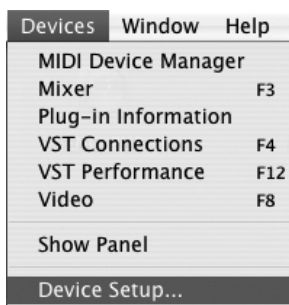 Devices Window Help
MIDI Device Manager
Mixer F3
Plug-in Information
VST Connections F4
VST Performance F12
Video F8
Show Panel
Device Setup...